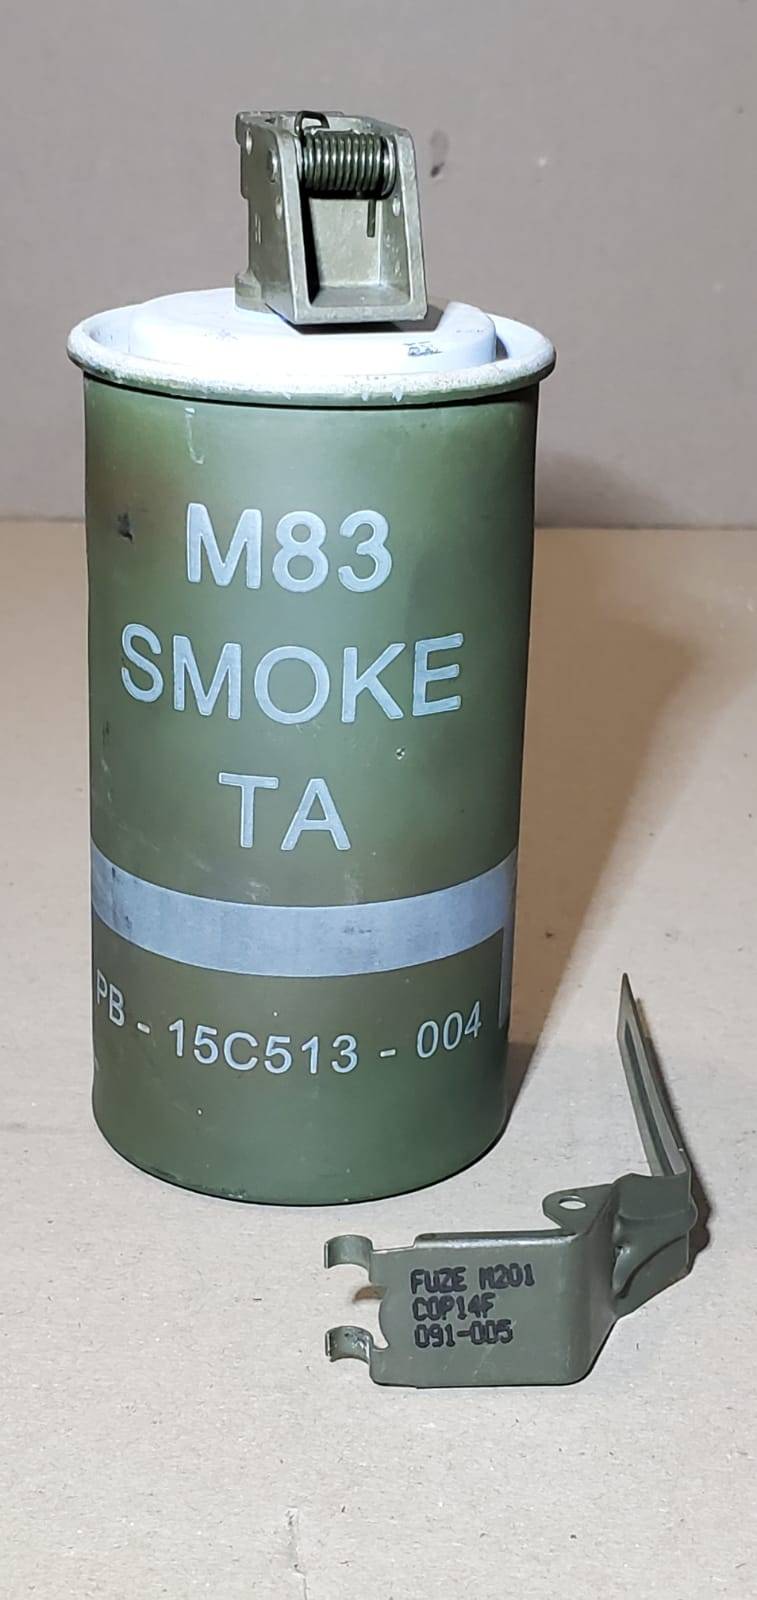 M83
SMOKE
TA
PB - 15C513 - 004
FUZE M201
COP14F
091-005